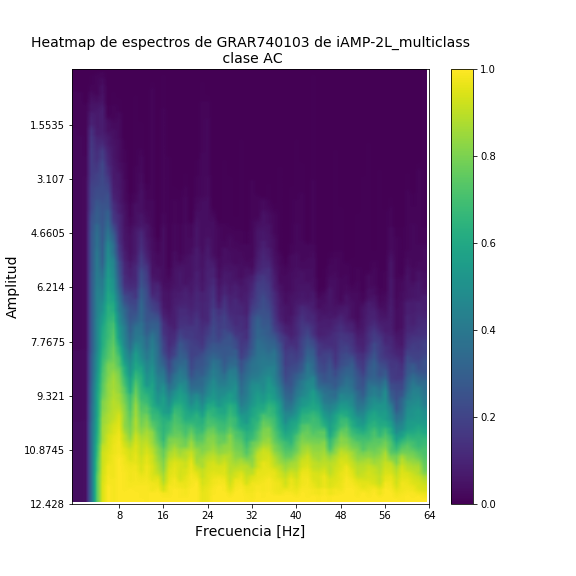 Heatmap de espectros de GRAR740103 de iAMP-2L_multiclass
clase AC
Amplitud
1.5535
3.107
4.6605
6.214
7.7675
9.321
10.8745
12.428
8 16 24 32 40 48 56 64
Frecuencia [Hz]
1.0
0.8
0.6
0.4
0.2
0.0